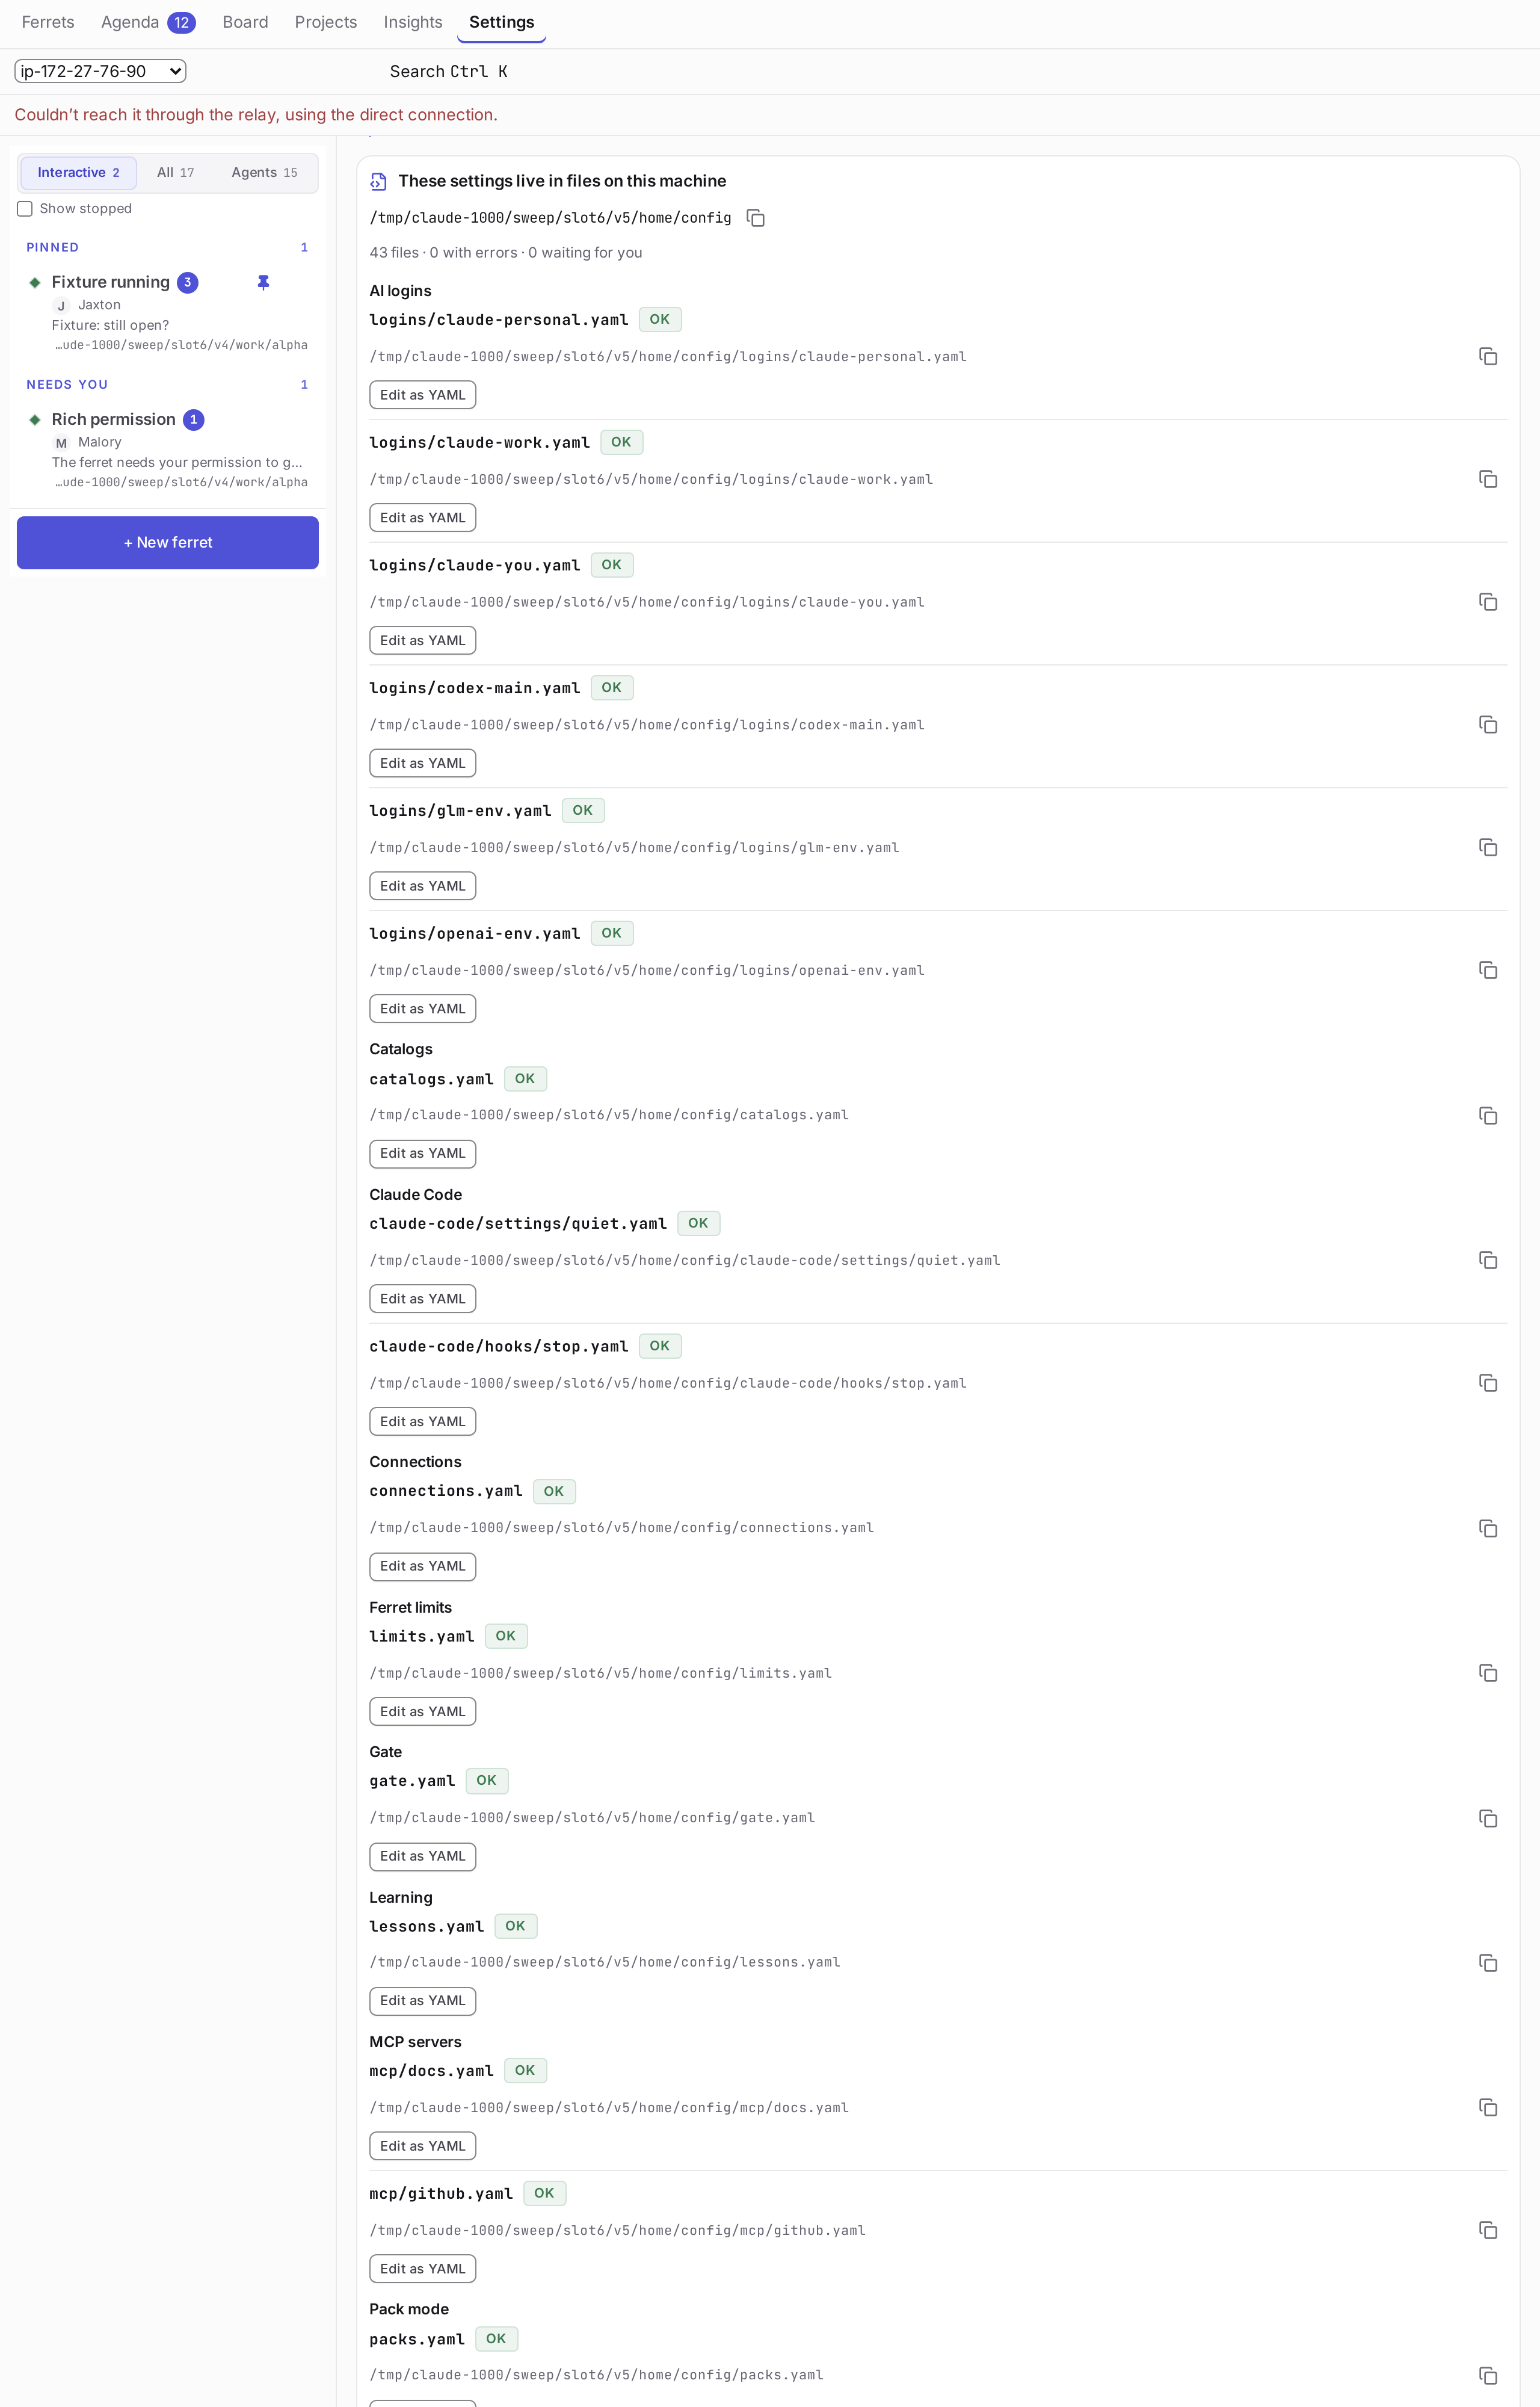 Ferrets Agenda 12 Board Projects Insights Settings
ip-172-27-76-90 Search Ctrl K
Couldn’t reach it through the relay, using the direct connection.
Interactive 2 All 17 Agents 15
Show stopped
PINNED 1
Fixture running 3
J Jaxton
Fixture: still open?
…ude-1000/sweep/slot6/v4/work/alpha
NEEDS YOU 1
Rich permission 1
M Malory
The ferret needs your permission to g…
…ude-1000/sweep/slot6/v4/work/alpha
+ New ferret
These settings live in files on this machine
/tmp/claude-1000/sweep/slot6/v5/home/config
43 files · 0 with errors · 0 waiting for you
AI logins
logins/claude-personal.yaml OK
/tmp/claude-1000/sweep/slot6/v5/home/config/logins/claude-personal.yaml
Edit as YAML
logins/claude-work.yaml OK
/tmp/claude-1000/sweep/slot6/v5/home/config/logins/claude-work.yaml
Edit as YAML
logins/claude-you.yaml OK
/tmp/claude-1000/sweep/slot6/v5/home/config/logins/claude-you.yaml
Edit as YAML
logins/codex-main.yaml OK
/tmp/claude-1000/sweep/slot6/v5/home/config/logins/codex-main.yaml
Edit as YAML
logins/glm-env.yaml OK
/tmp/claude-1000/sweep/slot6/v5/home/config/logins/glm-env.yaml
Edit as YAML
logins/openai-env.yaml OK
/tmp/claude-1000/sweep/slot6/v5/home/config/logins/openai-env.yaml
Edit as YAML
Catalogs
catalogs.yaml OK
/tmp/claude-1000/sweep/slot6/v5/home/config/catalogs.yaml
Edit as YAML
Claude Code
claude-code/settings/quiet.yaml OK
/tmp/claude-1000/sweep/slot6/v5/home/config/claude-code/settings/quiet.yaml
Edit as YAML
claude-code/hooks/stop.yaml OK
/tmp/claude-1000/sweep/slot6/v5/home/config/claude-code/hooks/stop.yaml
Edit as YAML
Connections
connections.yaml OK
/tmp/claude-1000/sweep/slot6/v5/home/config/connections.yaml
Edit as YAML
Ferret limits
limits.yaml OK
/tmp/claude-1000/sweep/slot6/v5/home/config/limits.yaml
Edit as YAML
Gate
gate.yaml OK
/tmp/claude-1000/sweep/slot6/v5/home/config/gate.yaml
Edit as YAML
Learning
lessons.yaml OK
/tmp/claude-1000/sweep/slot6/v5/home/config/lessons.yaml
Edit as YAML
MCP servers
mcp/docs.yaml OK
/tmp/claude-1000/sweep/slot6/v5/home/config/mcp/docs.yaml
Edit as YAML
mcp/github.yaml OK
/tmp/claude-1000/sweep/slot6/v5/home/config/mcp/github.yaml
Edit as YAML
Pack mode
packs.yaml OK
/tmp/claude-1000/sweep/slot6/v5/home/config/packs.yaml